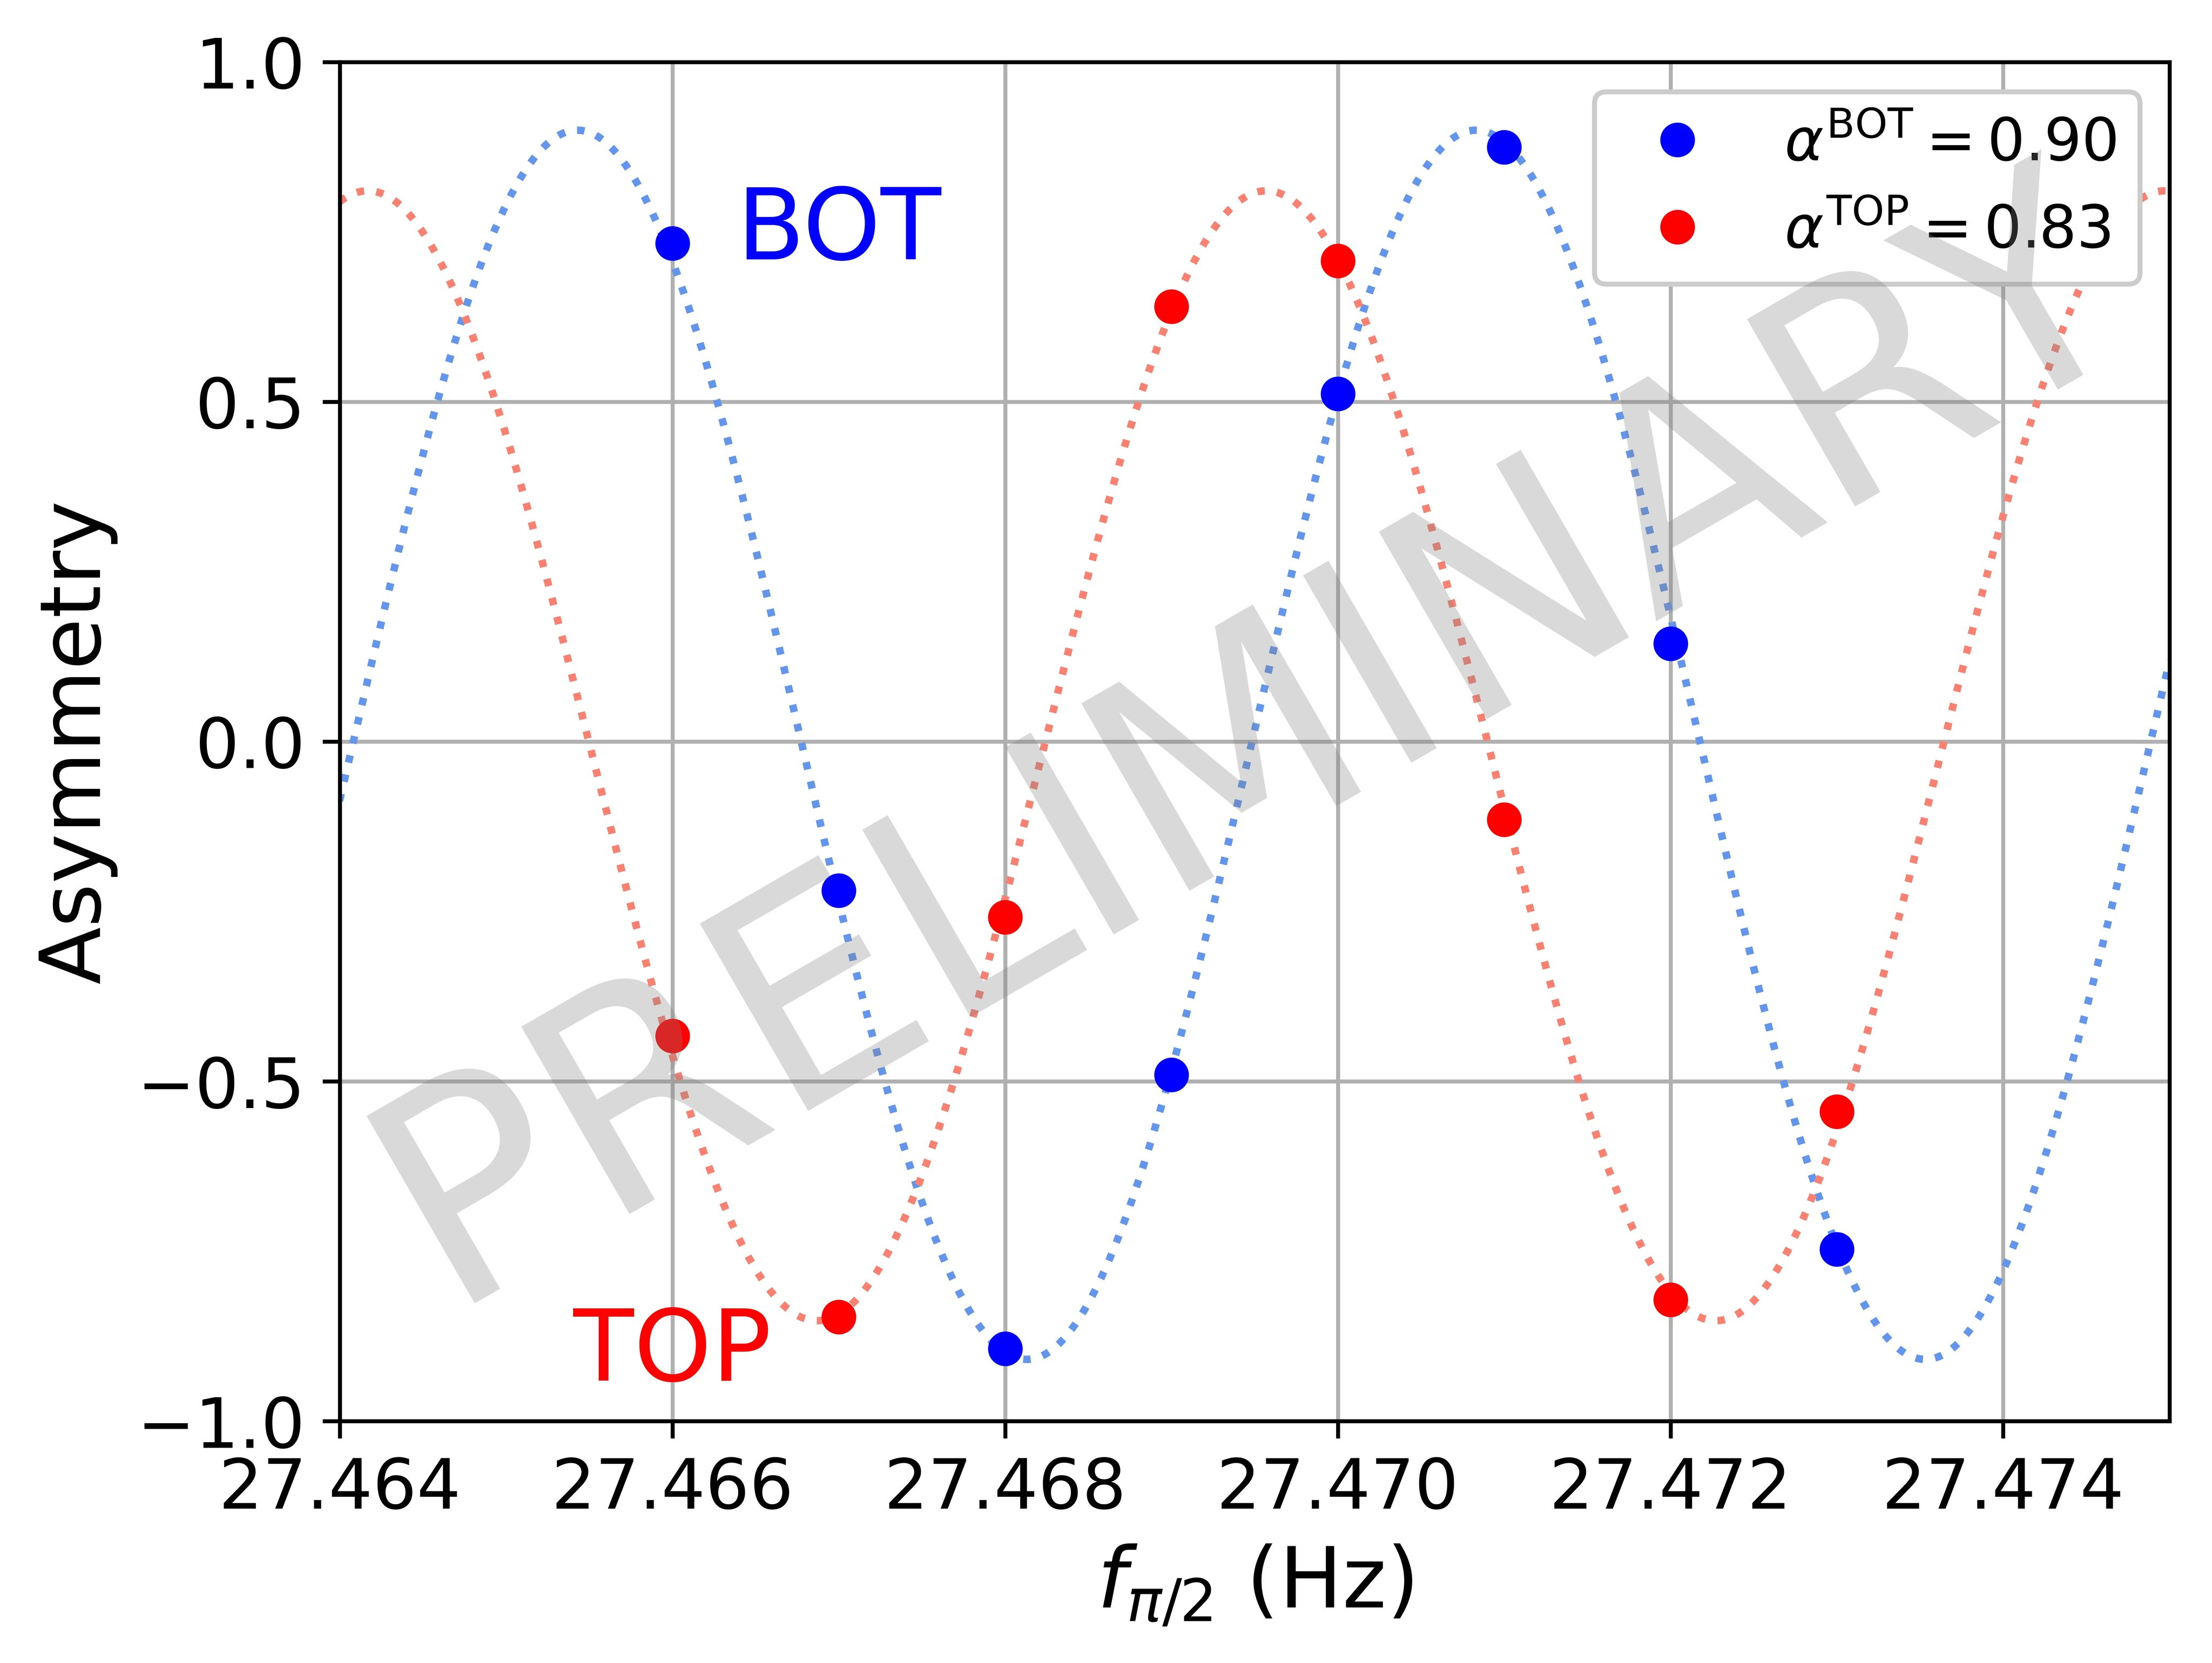 1.0
0.5
0.0
−0.5
−1.0
Asymmetry
27.464 27.466 27.468 27.470 27.472 27.474
f_{π/2} (Hz)
α^{BOT} = 0.90
α^{TOP} = 0.83
BOT
TOP
PRELIMINARY